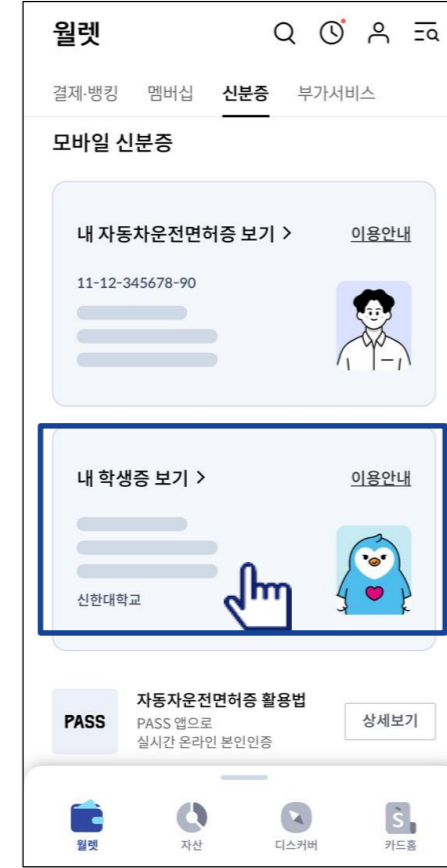 월렛
결제·뱅킹 멤버십 신분증 부가서비스
모바일 신분증
내 자동차운전면허증 보기 > 이용안내
11-12-345678-90
내 학생증 보기 > 이용안내
신한대학교
자동자운전면허증 활용법
PASS PASS 앱으로 상세보기
실시간 온라인 본인인증
월렛 자산 디스커버 카드홈